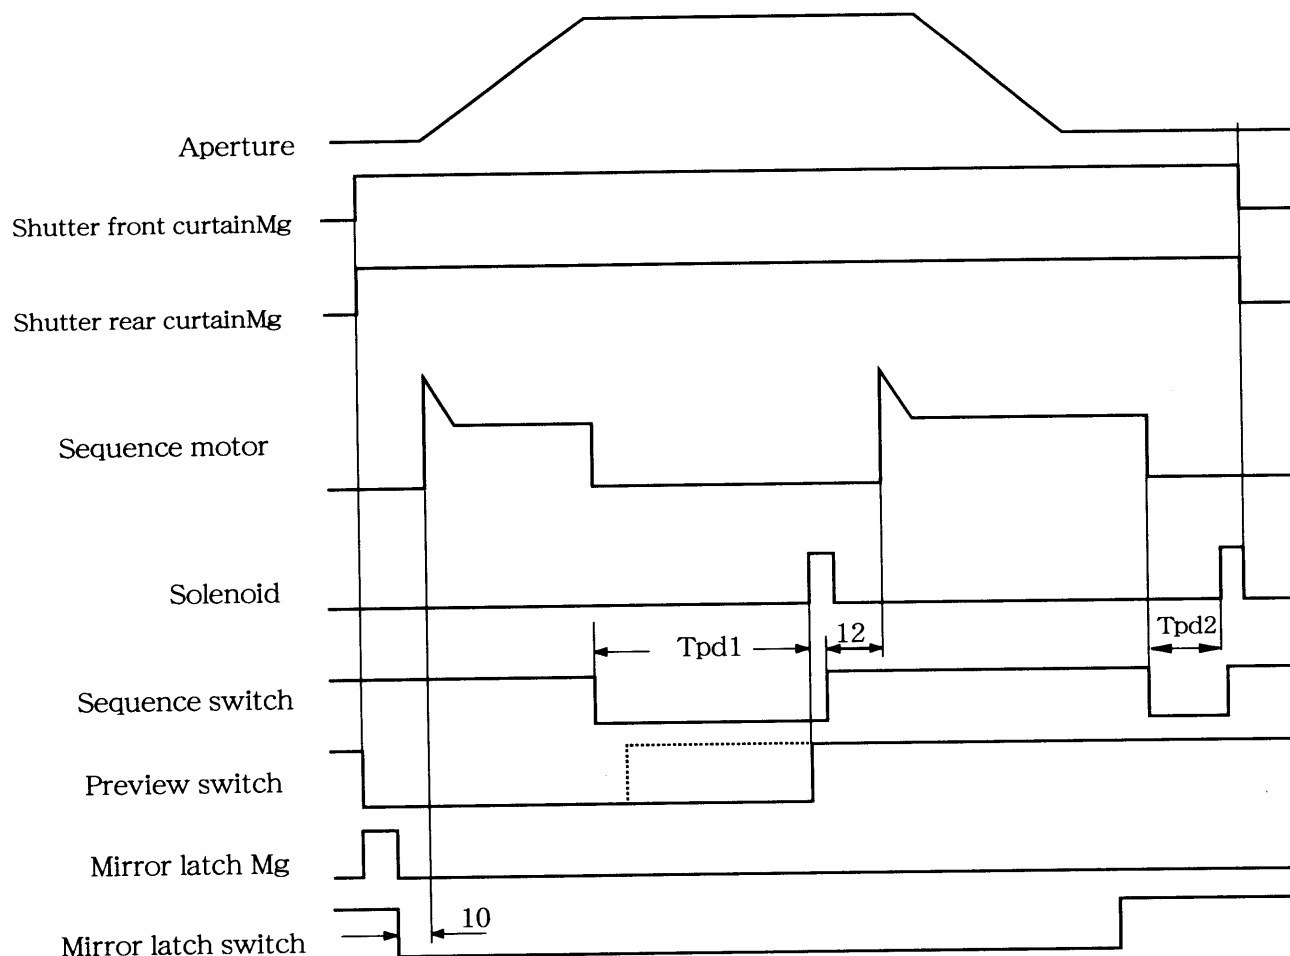 Aperture
Shutter front curtainMg
Shutter rear curtainMg
Sequence motor
Solenoid
Tpd1
12
Tpd2
Sequence switch
Preview switch
Mirror latch Mg
10
Mirror latch switch